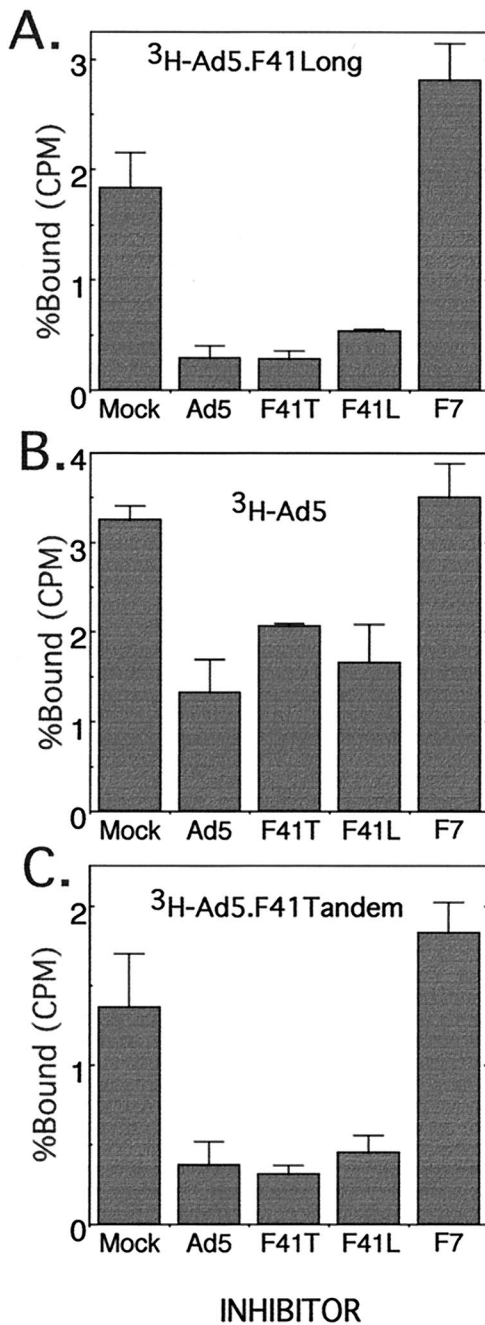 A.
³H-Ad5.F41Long
%Bound (CPM)
3
2
1
0
Mock Ad5 F41T F41L F7
B.
³H-Ad5
%Bound (CPM)
4
3
2
1
0
Mock Ad5 F41T F41L F7
C.
³H-Ad5.F41Tandem
%Bound (CPM)
2
1
0
Mock Ad5 F41T F41L F7
INHIBITOR